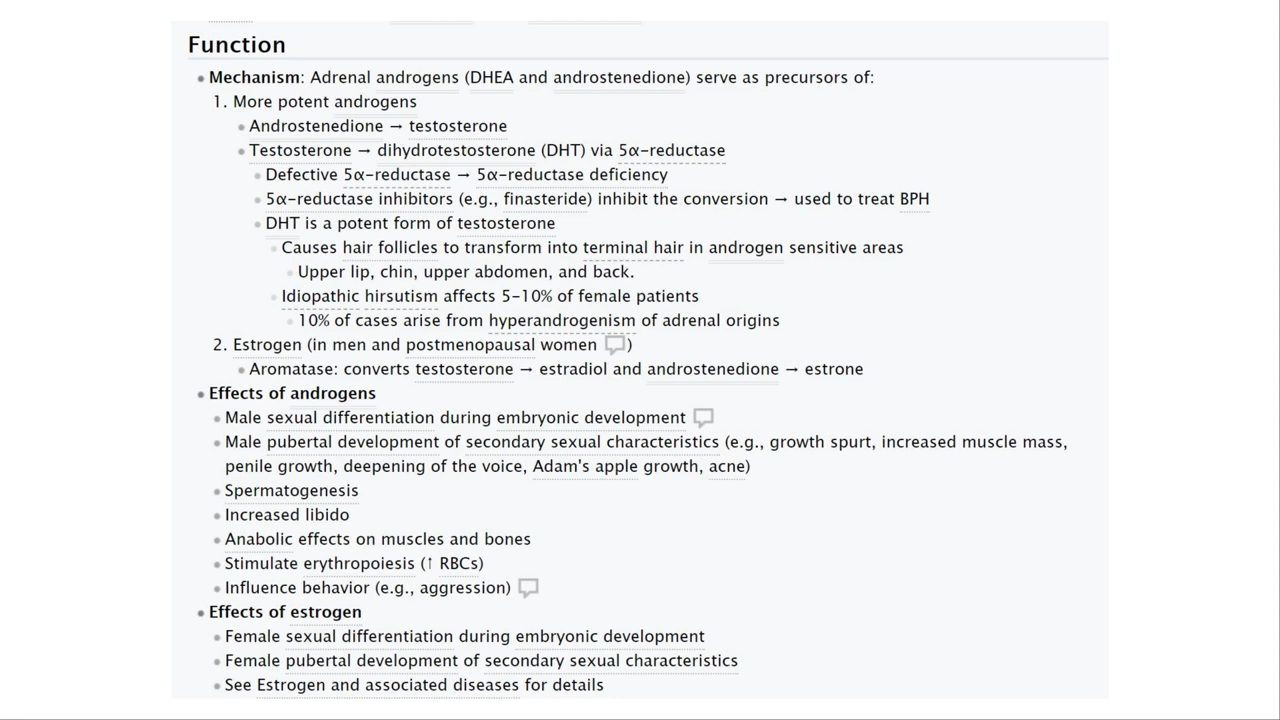 Function
Mechanism: Adrenal androgens (DHEA and androstenedione) serve as precursors of:
1. More potent androgens
Androstenedione → testosterone
Testosterone → dihydrotestosterone (DHT) via 5α-reductase
Defective 5α-reductase → 5α-reductase deficiency
5α-reductase inhibitors (e.g., finasteride) inhibit the conversion → used to treat BPH
DHT is a potent form of testosterone
Causes hair follicles to transform into terminal hair in androgen sensitive areas
Upper lip, chin, upper abdomen, and back.
Idiopathic hirsutism affects 5–10% of female patients
10% of cases arise from hyperandrogenism of adrenal origins
2. Estrogen (in men and postmenopausal women )
Aromatase: converts testosterone → estradiol and androstenedione → estrone
Effects of androgens
Male sexual differentiation during embryonic development
Male pubertal development of secondary sexual characteristics (e.g., growth spurt, increased muscle mass,
penile growth, deepening of the voice, Adam's apple growth, acne)
Spermatogenesis
Increased libido
Anabolic effects on muscles and bones
Stimulate erythropoiesis (↑ RBCs)
Influence behavior (e.g., aggression)
Effects of estrogen
Female sexual differentiation during embryonic development
Female pubertal development of secondary sexual characteristics
See Estrogen and associated diseases for details